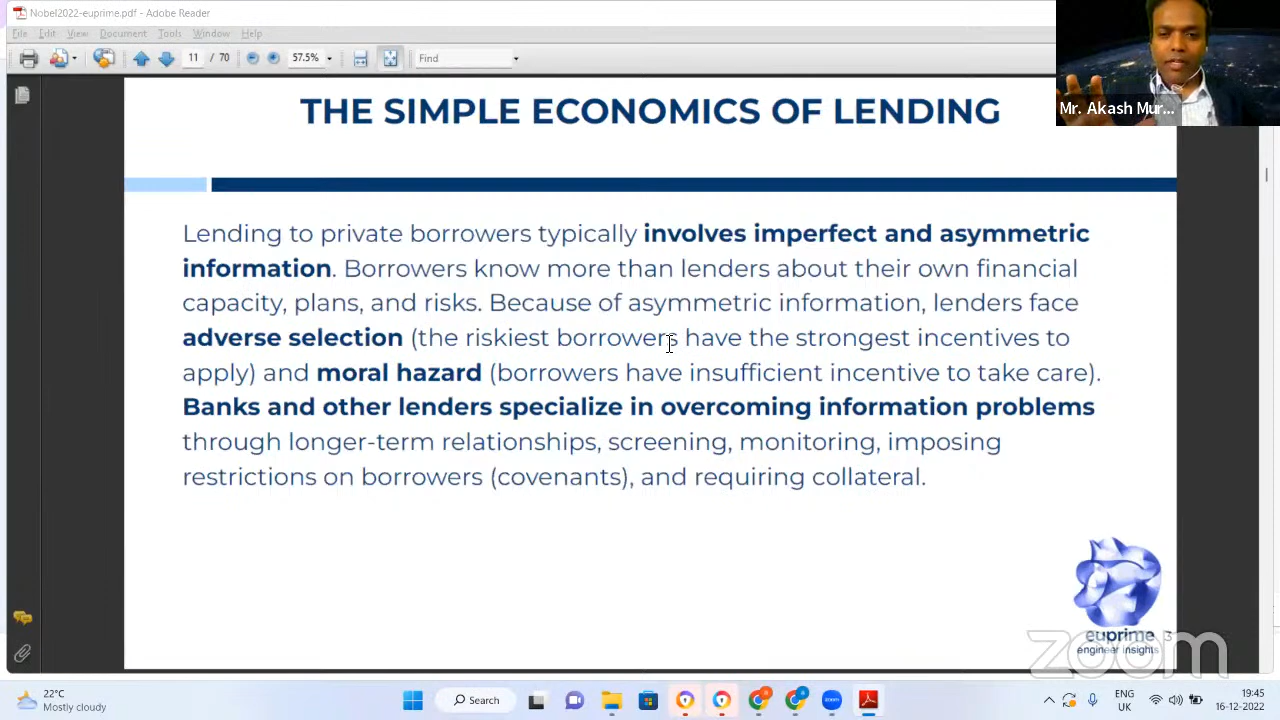 Nobel2022-euprime.pdf - Adobe Reader
File Edit View Document Tools Window Help
11 / 70 57.5% Find
Mr. Akash Mur...
THE SIMPLE ECONOMICS OF LENDING
Lending to private borrowers typically involves imperfect and asymmetric
information. Borrowers know more than lenders about their own financial
capacity, plans, and risks. Because of asymmetric information, lenders face
adverse selection (the riskiest borrowers have the strongest incentives to
apply) and moral hazard (borrowers have insufficient incentive to take care).
Banks and other lenders specialize in overcoming information problems
through longer-term relationships, screening, monitoring, imposing
restrictions on borrowers (covenants), and requiring collateral.
euprime
engineer insights
zoom
22°C
Mostly cloudy
Search
zoom
ENG
UK
19:45
16-12-2022